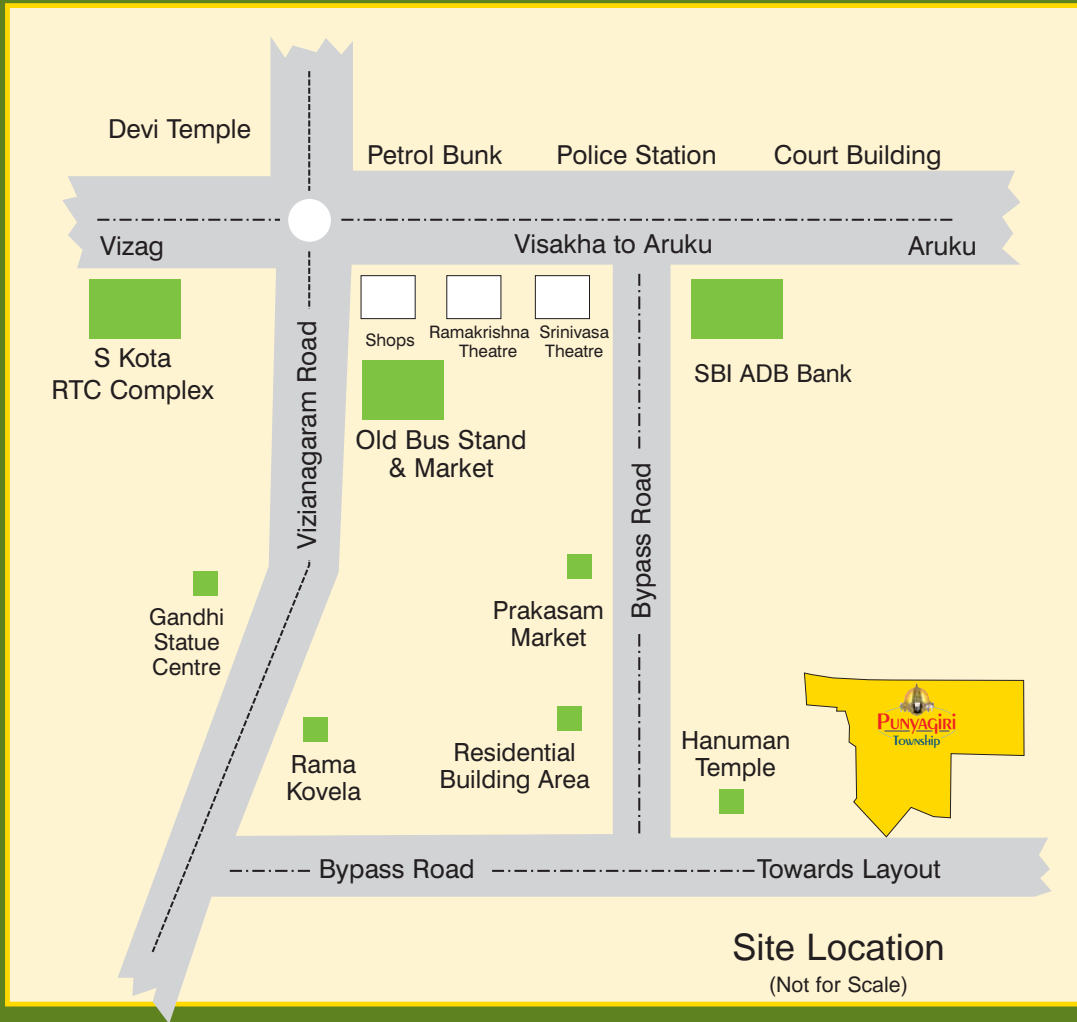 Devi Temple
Petrol Bunk
Police Station
Court Building
Vizag
Visakha to Aruku
Aruku
S Kota
RTC Complex
Vizianagaram Road
Shops
Ramakrishna
Theatre
Srinivasa
Theatre
SBI ADB Bank
Old Bus Stand
& Market
Bypass Road
Gandhi
Statue
Centre
Prakasam
Market
Rama
Kovela
Residential
Building Area
Hanuman
Temple
PUNYAGiRi
TOWNSHIP
Bypass Road
Towards Layout
Site Location
(Not for Scale)